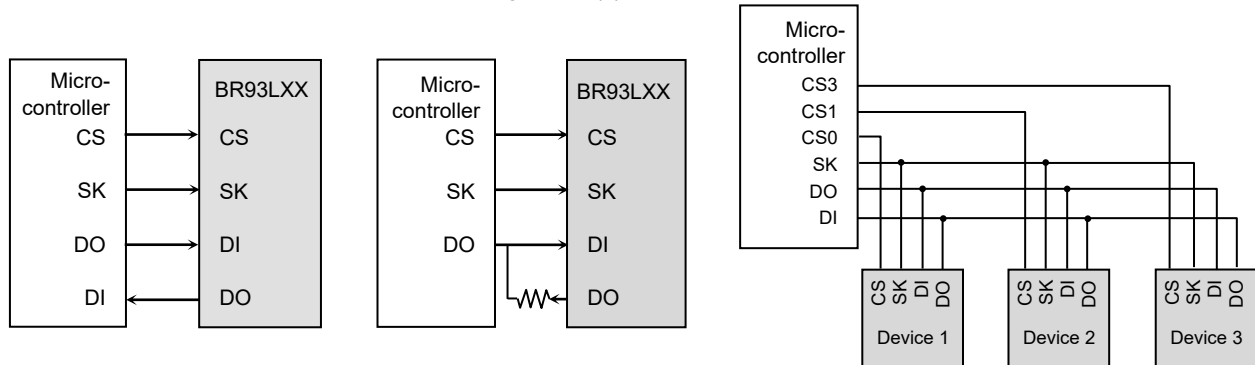 Micro-
controller
CS
SK
DO
DI
BR93LXX
CS
SK
DI
DO
Micro-
controller
CS
SK
DO
BR93LXX
CS
SK
DI
DO
Micro-
controller
CS3
CS1
CS0
SK
DO
DI
CS
SK
DI
DO
Device 1
CS
SK
DI
DO
Device 2
CS
SK
DI
DO
Device 3